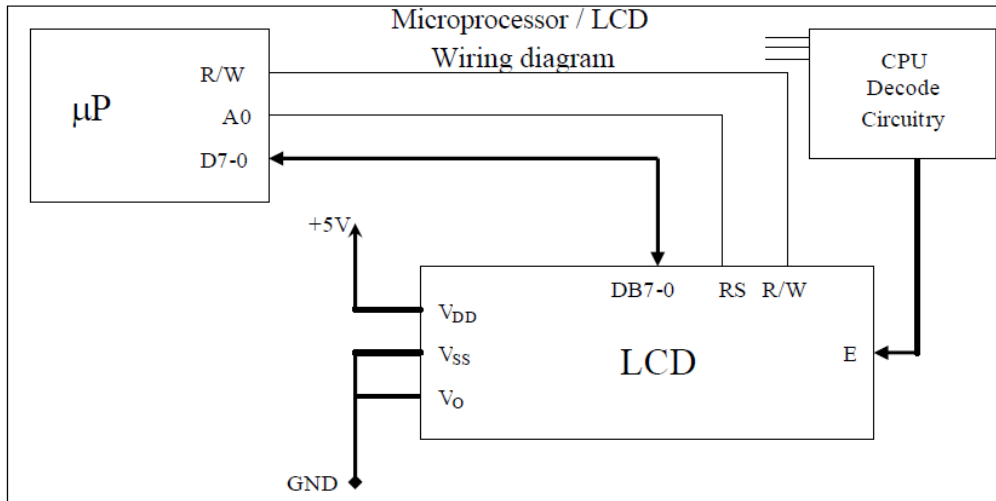 Microprocessor / LCD
Wiring diagram
μP
R/W
A0
D7-0
CPU
Decode
Circuitry
+5V
DB7-0 RS R/W
VDD
VSS
VO
LCD
E
GND